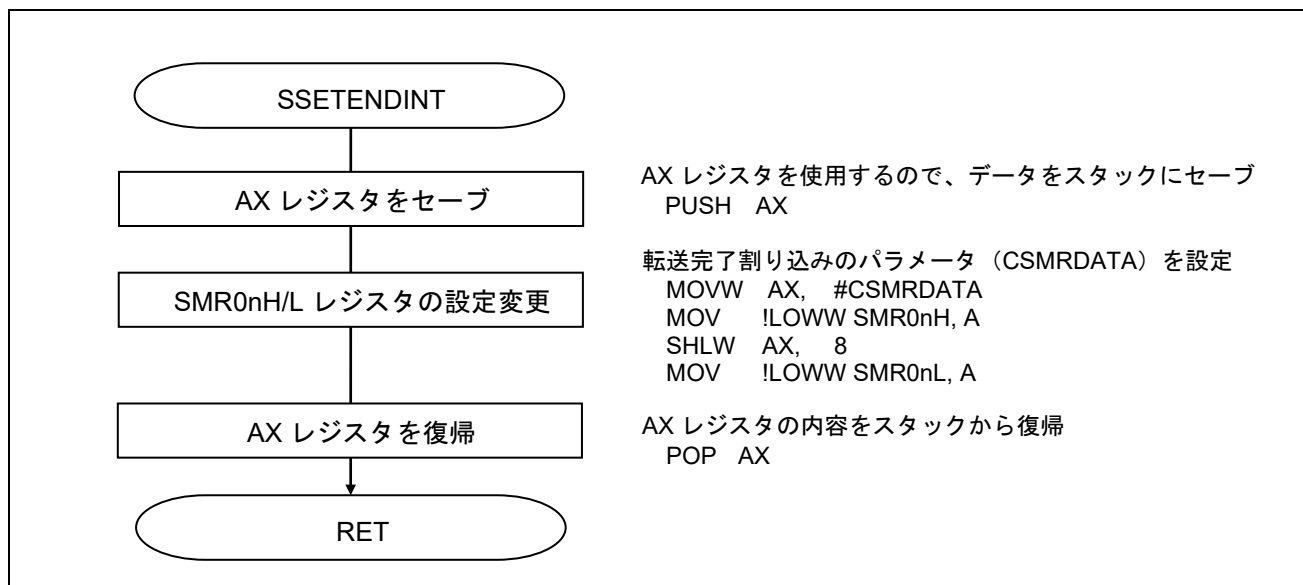 SSETENDINT
AX レジスタをセーブ
AX レジスタを使用するので、データをスタックにセーブ
PUSH AX
SMR0nH/L レジスタの設定変更
転送完了割り込みのパラメータ（CSMRDATA）を設定
MOVW AX, #CSMRDATA
MOV !LOWW SMR0nH, A
SHLW AX, 8
MOV !LOWW SMR0nL, A
AX レジスタを復帰
AX レジスタの内容をスタックから復帰
POP AX
RET